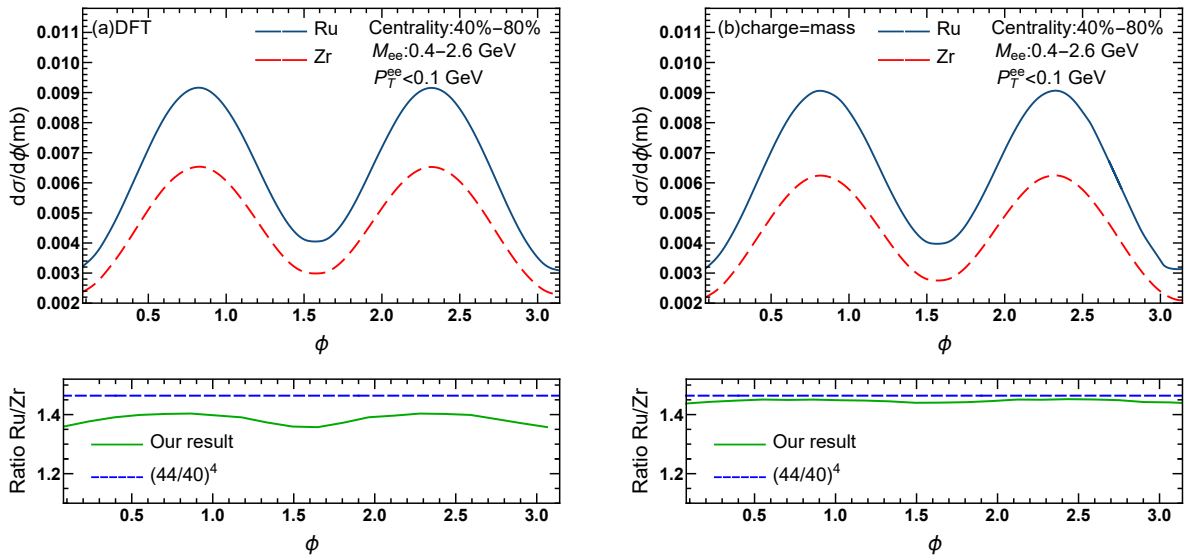 (a)DFT
Ru
Zr
Centrality:40%−80%
M_ee:0.4−2.6 GeV
P_T^ee<0.1 GeV
dσ/dϕ(mb)
0.011
0.010
0.009
0.008
0.007
0.006
0.005
0.004
0.003
0.002
0.5 1.0 1.5 2.0 2.5 3.0
ϕ
(b)charge=mass
Ru
Zr
Centrality:40%−80%
M_ee:0.4−2.6 GeV
P_T^ee<0.1 GeV
dσ/dϕ(mb)
0.011
0.010
0.009
0.008
0.007
0.006
0.005
0.004
0.003
0.002
0.5 1.0 1.5 2.0 2.5 3.0
ϕ
Ratio Ru/Zr
1.4
1.2
Our result
(44/40)^4
0.5 1.0 1.5 2.0 2.5 3.0
ϕ
Ratio Ru/Zr
1.4
1.2
Our result
(44/40)^4
0.5 1.0 1.5 2.0 2.5 3.0
ϕ